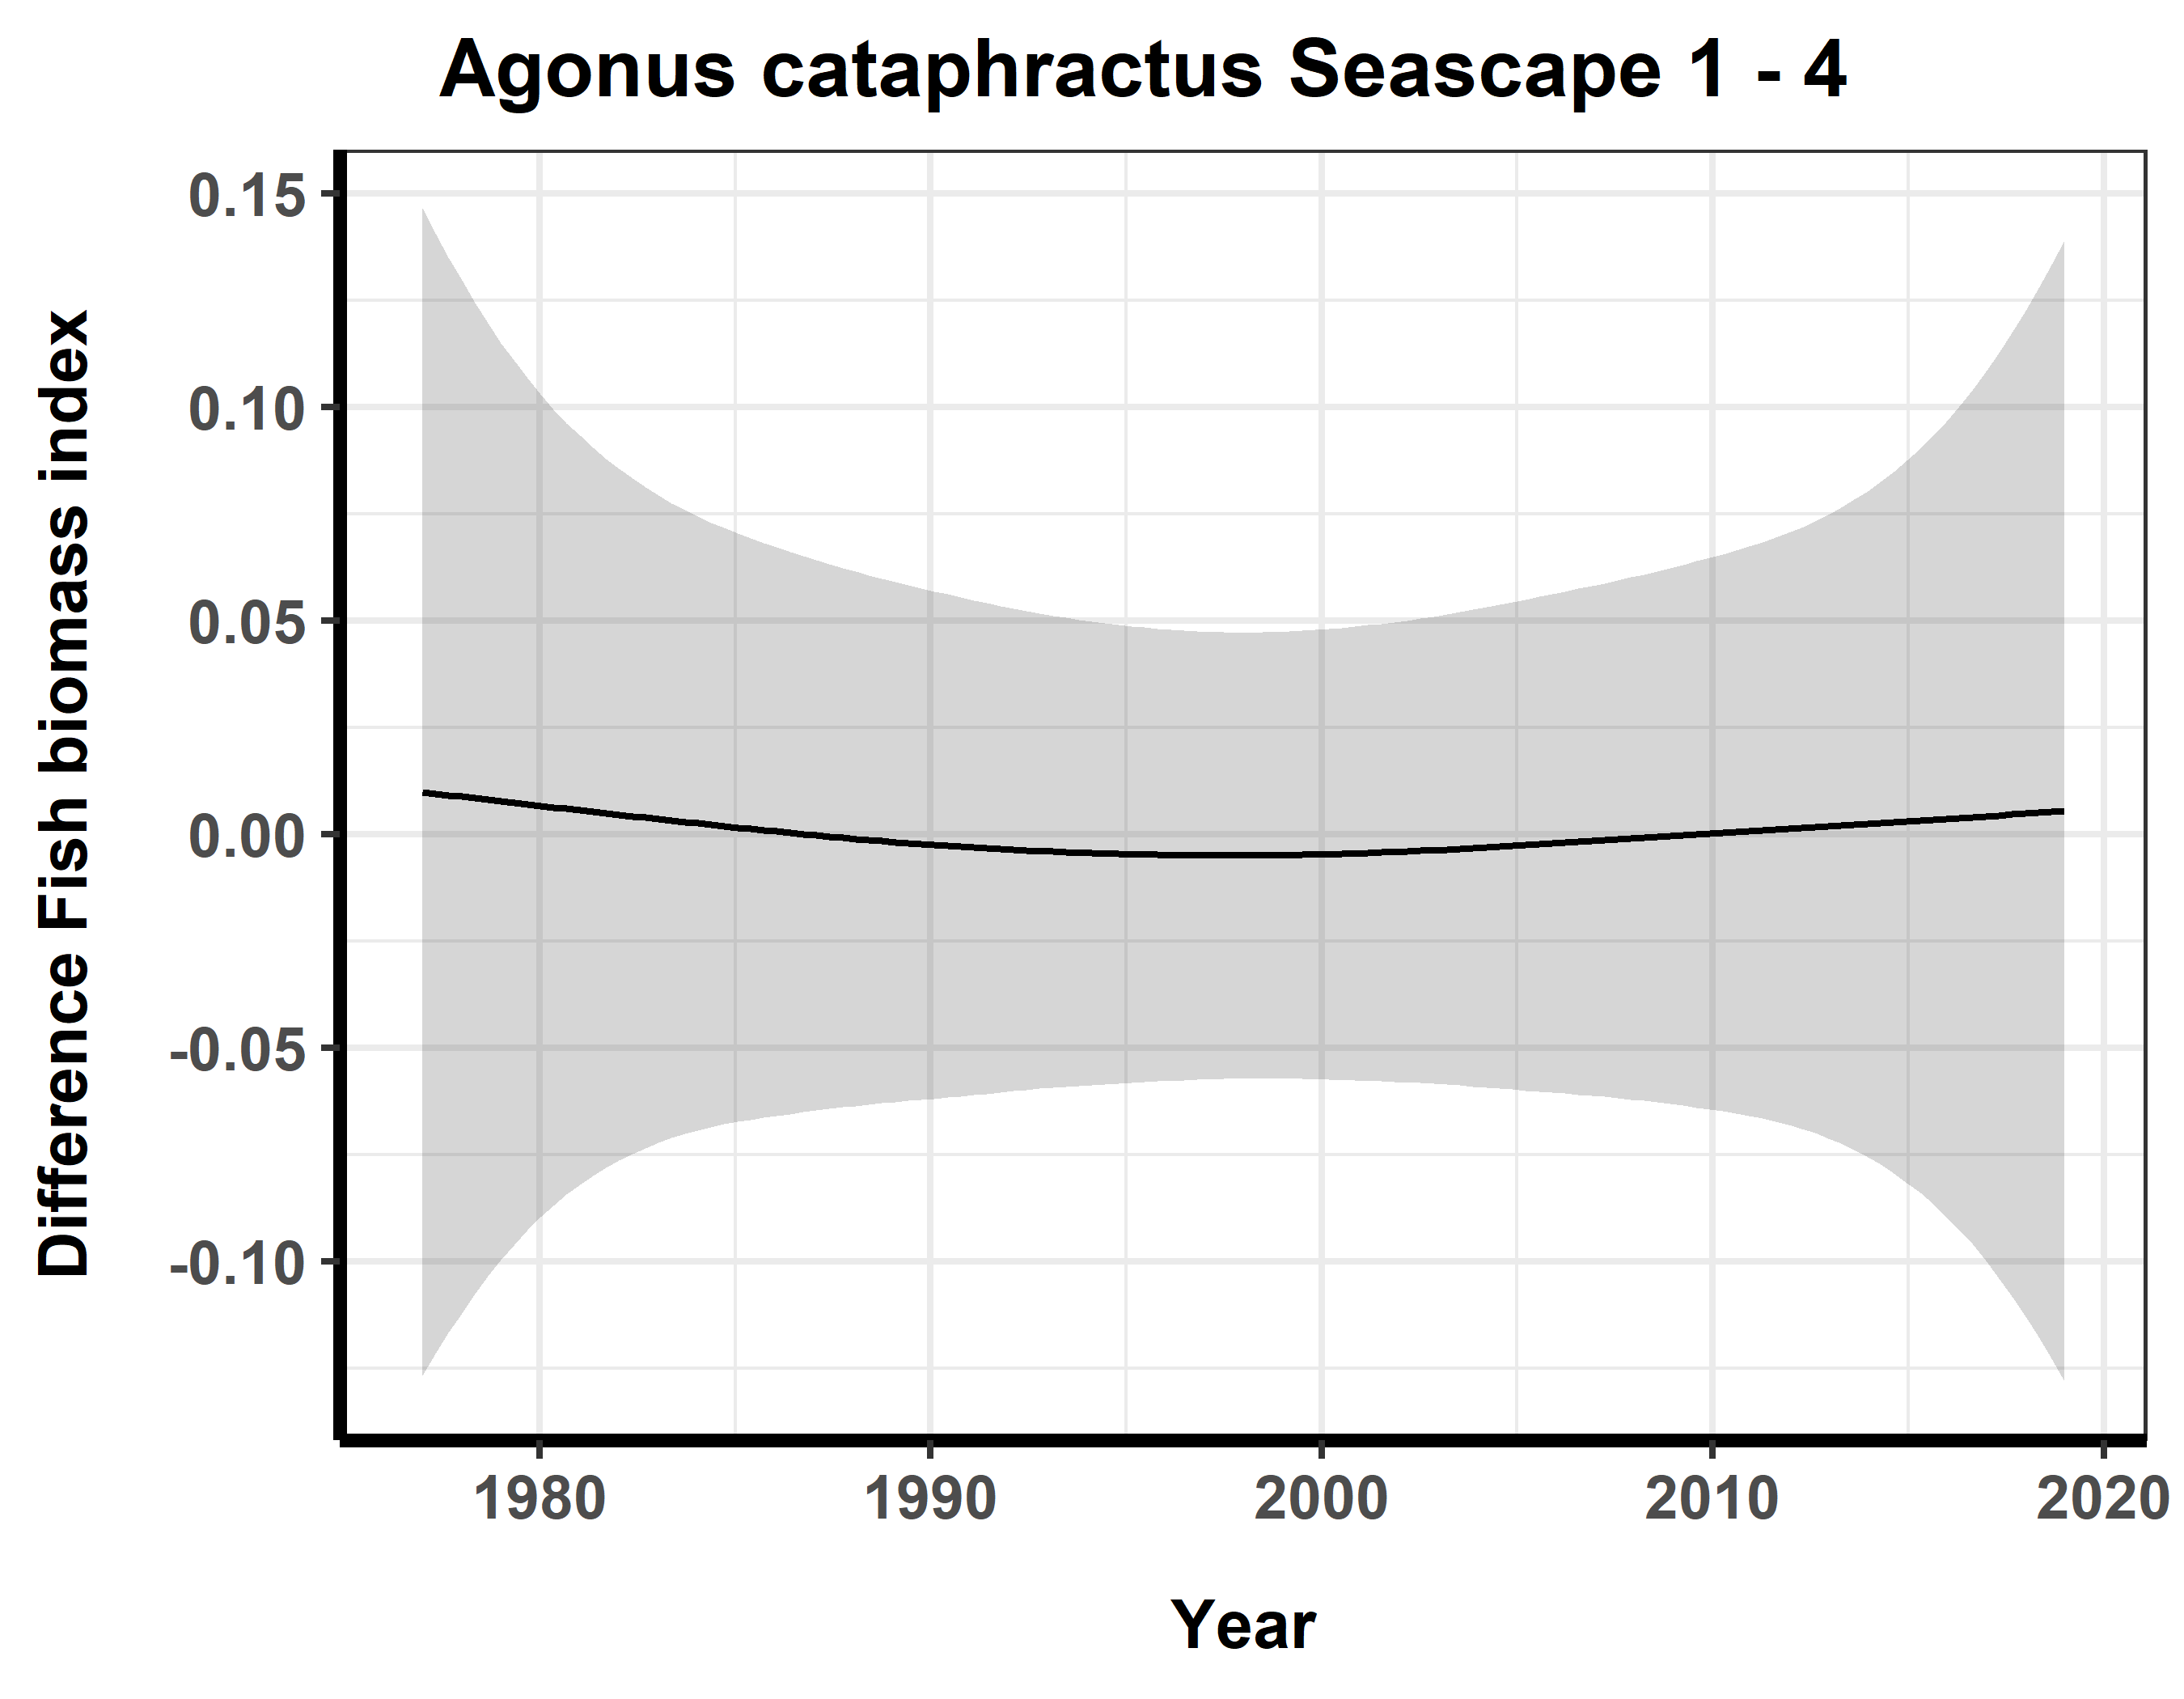 Agonus cataphractus Seascape 1 - 4
Difference Fish biomass index
0.15
0.10
0.05
0.00
-0.05
-0.10
1980 1990 2000 2010 2020
Year